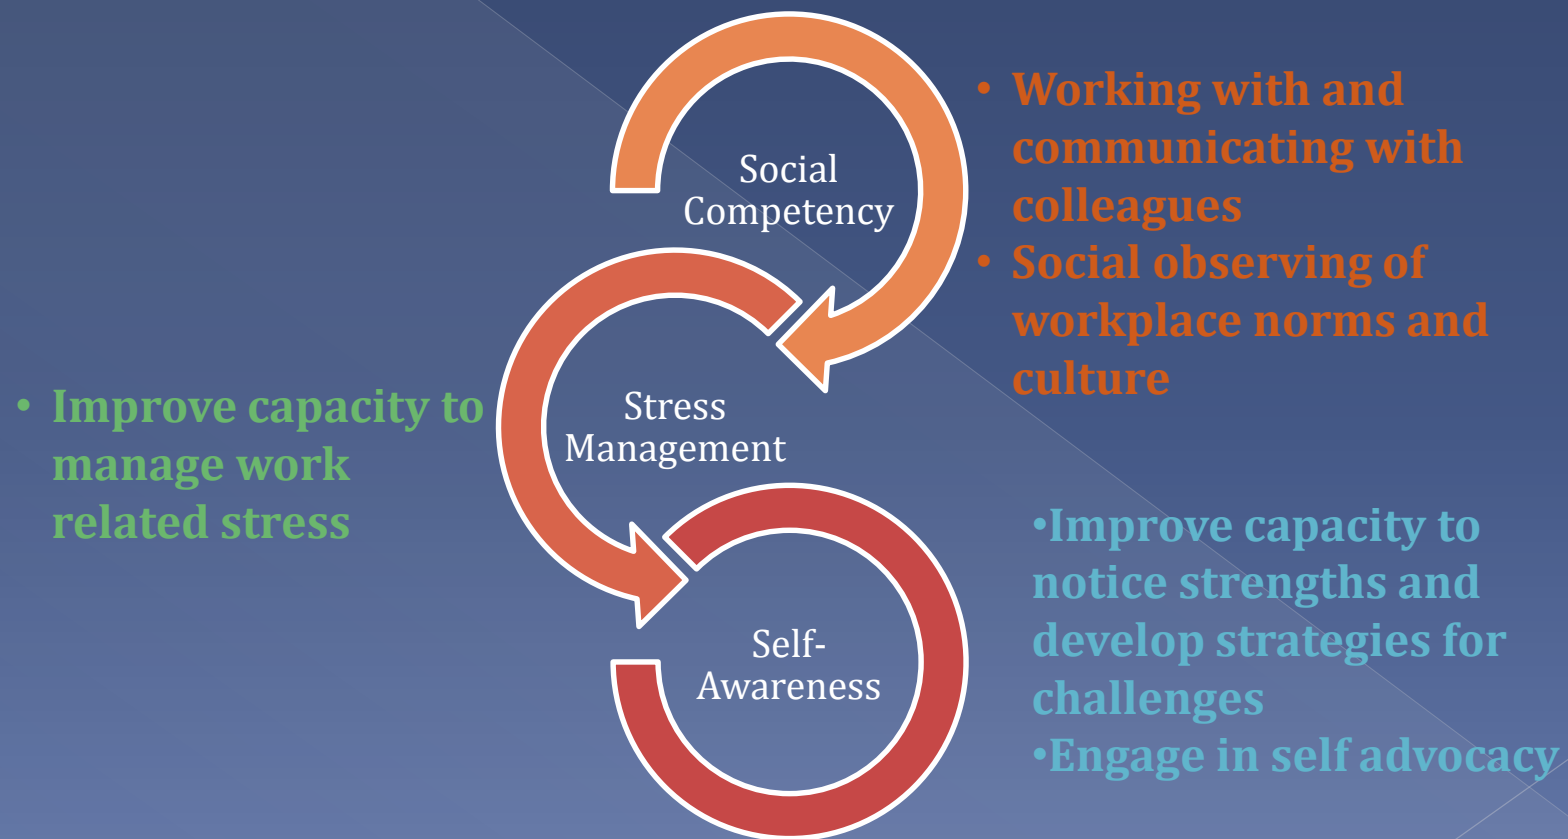 Social
Competency
• Working with and
communicating with
colleagues
• Social observing of
workplace norms and
culture
Stress
Management
• Improve capacity to
manage work
related stress
Self-
Awareness
•Improve capacity to
notice strengths and
develop strategies for
challenges
•Engage in self advocacy